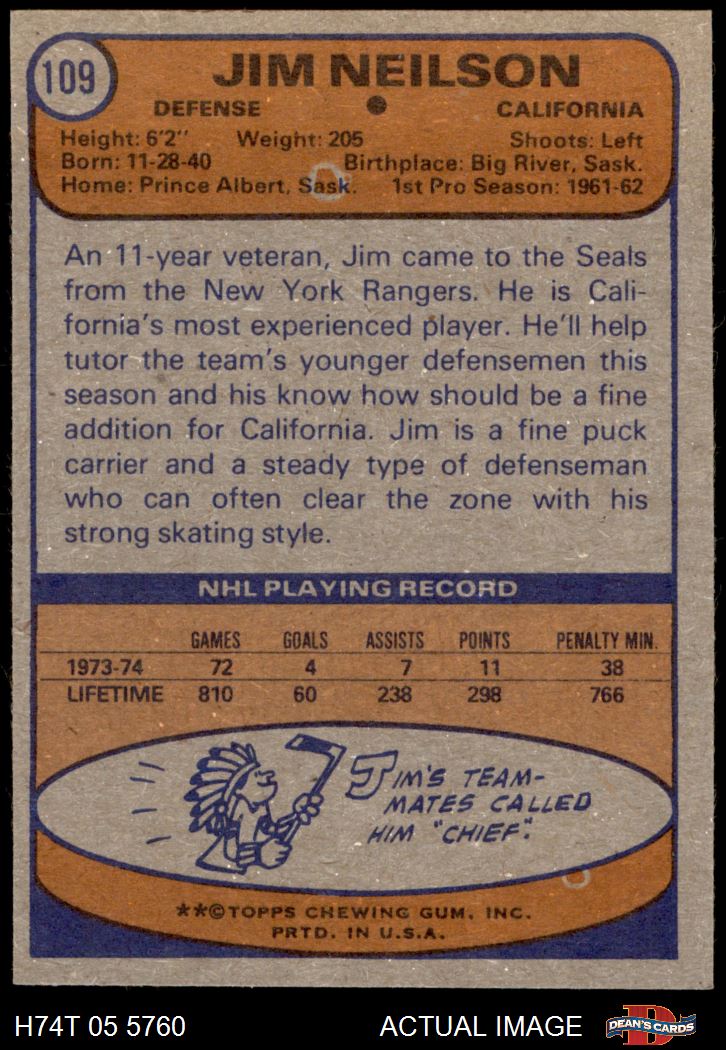 109
JIM NEILSON
DEFENSE ● CALIFORNIA
Height: 6'2" Weight: 205 Shoots: Left
Born: 11-28-40 Birthplace: Big River, Sask.
Home: Prince Albert, Sask. 1st Pro Season: 1961-62
An 11-year veteran, Jim came to the Seals
from the New York Rangers. He is Cali-
fornia's most experienced player. He'll help
tutor the team's younger defensemen this
season and his know how should be a fine
addition for California. Jim is a fine puck
carrier and a steady type of defenseman
who can often clear the zone with his
strong skating style.
NHL PLAYING RECORD
GAMES GOALS ASSISTS POINTS PENALTY MIN.
1973-74 72 4 7 11 38
LIFETIME 810 60 238 298 766
JIM'S TEAM-
MATES CALLED
HIM "CHIEF".
**©TOPPS CHEWING GUM, INC.
PRTD. IN U.S.A.
H74T 05 5760 ACTUAL IMAGE D DEAN'S CARDS